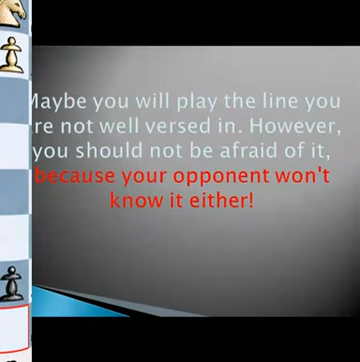 Maybe you will play the line you
re not well versed in. However,
you should not be afraid of it,
because your opponent won't
know it either!